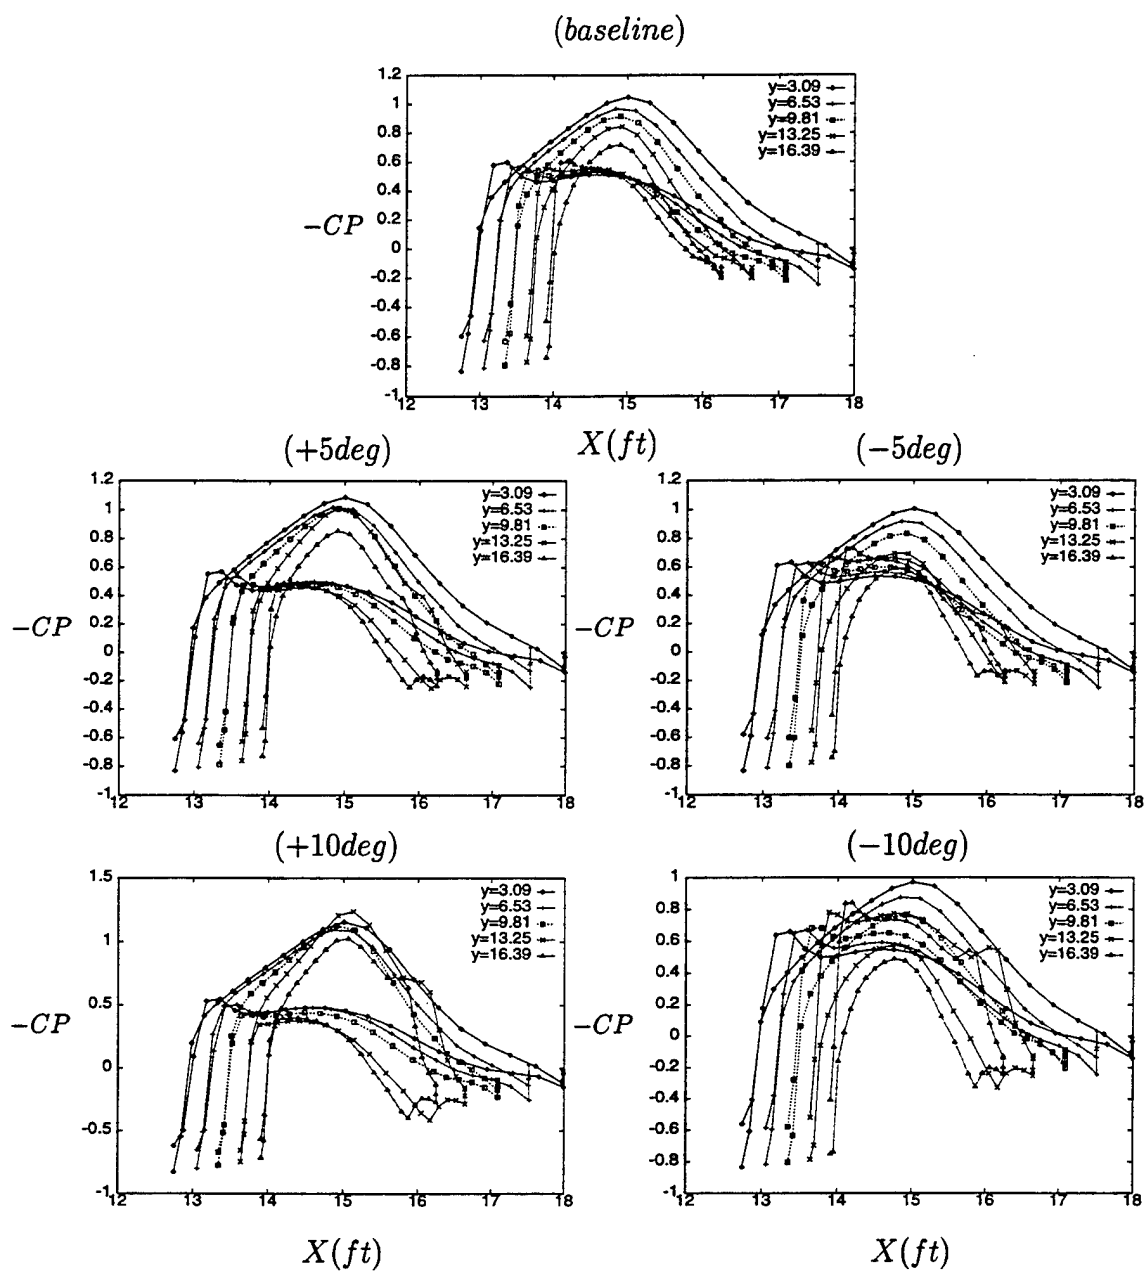 (baseline)
1.2
1
0.8
0.6
0.4
0.2
0
-0.2
-0.4
-0.6
-0.8
-1
-CP
y=3.09
y=6.53
y=9.81
y=13.25
y=16.39
12 13 14 15 16 17 18
X(ft)
(+5deg)
1.2
1
0.8
0.6
0.4
0.2
0
-0.2
-0.4
-0.6
-0.8
-1
-CP
y=3.09
y=6.53
y=9.81
y=13.25
y=16.39
12 13 14 15 16 17 18
(-5deg)
1.2
1
0.8
0.6
0.4
0.2
0
-0.2
-0.4
-0.6
-0.8
-1
-CP
y=3.09
y=6.53
y=9.81
y=13.25
y=16.39
12 13 14 15 16 17 18
(+10deg)
1.5
1
0.5
0
-0.5
-1
-CP
y=3.09
y=6.53
y=9.81
y=13.25
y=16.39
12 13 14 15 16 17 18
X(ft)
(-10deg)
1
0.8
0.6
0.4
0.2
0
-0.2
-0.4
-0.6
-0.8
-1
-CP
y=3.09
y=6.53
y=9.81
y=13.25
y=16.39
12 13 14 15 16 17 18
X(ft)